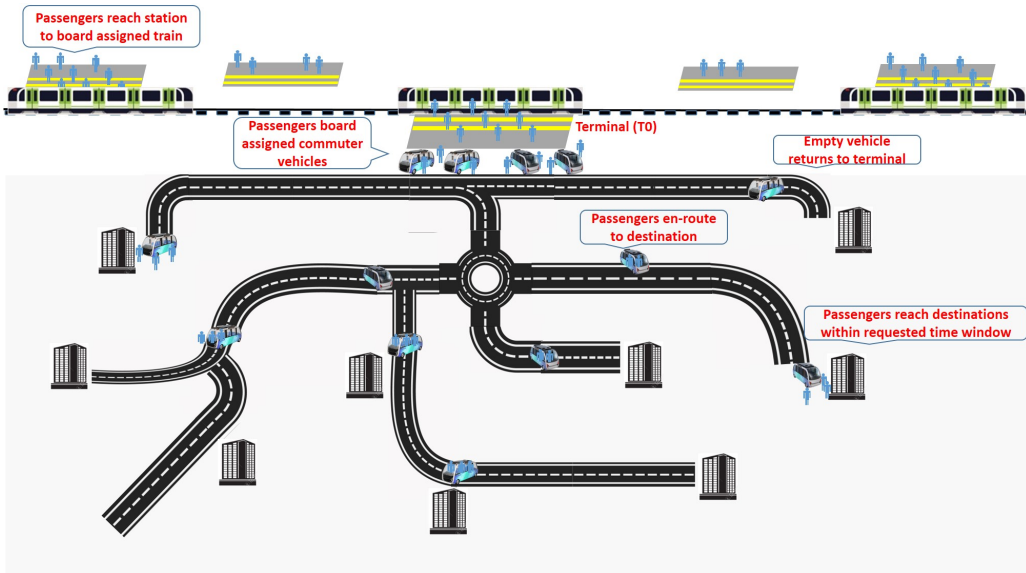 Passengers reach station
to board assigned train
Passengers board
assigned commuter
vehicles
Terminal (T0)
Empty vehicle
returns to terminal
Passengers en-route
to destination
Passengers reach destinations
within requested time window